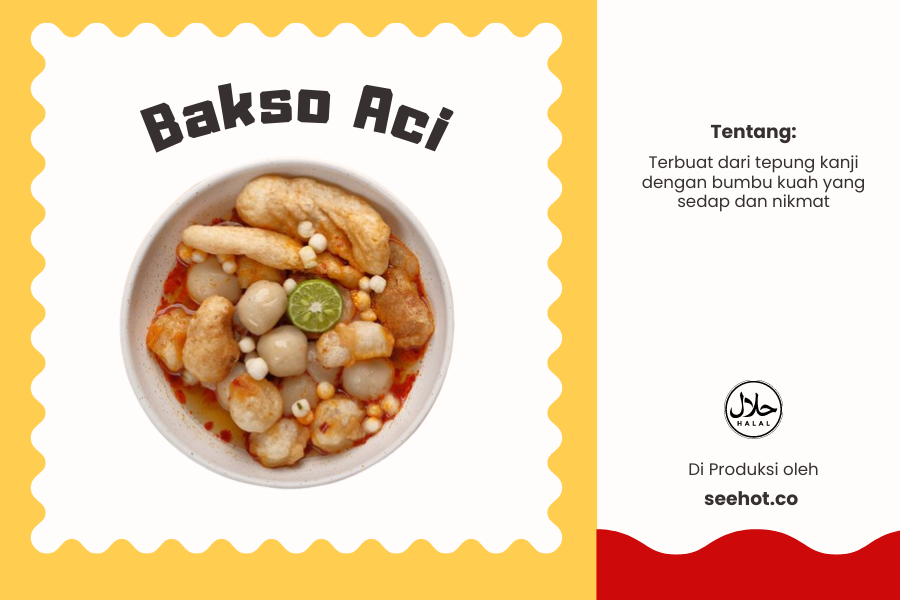 Bakso Aci
Tentang:
Terbuat dari tepung kanji
dengan bumbu kuah yang
sedap dan nikmat
حلال
HALAL
Di Produksi oleh
seehot.co